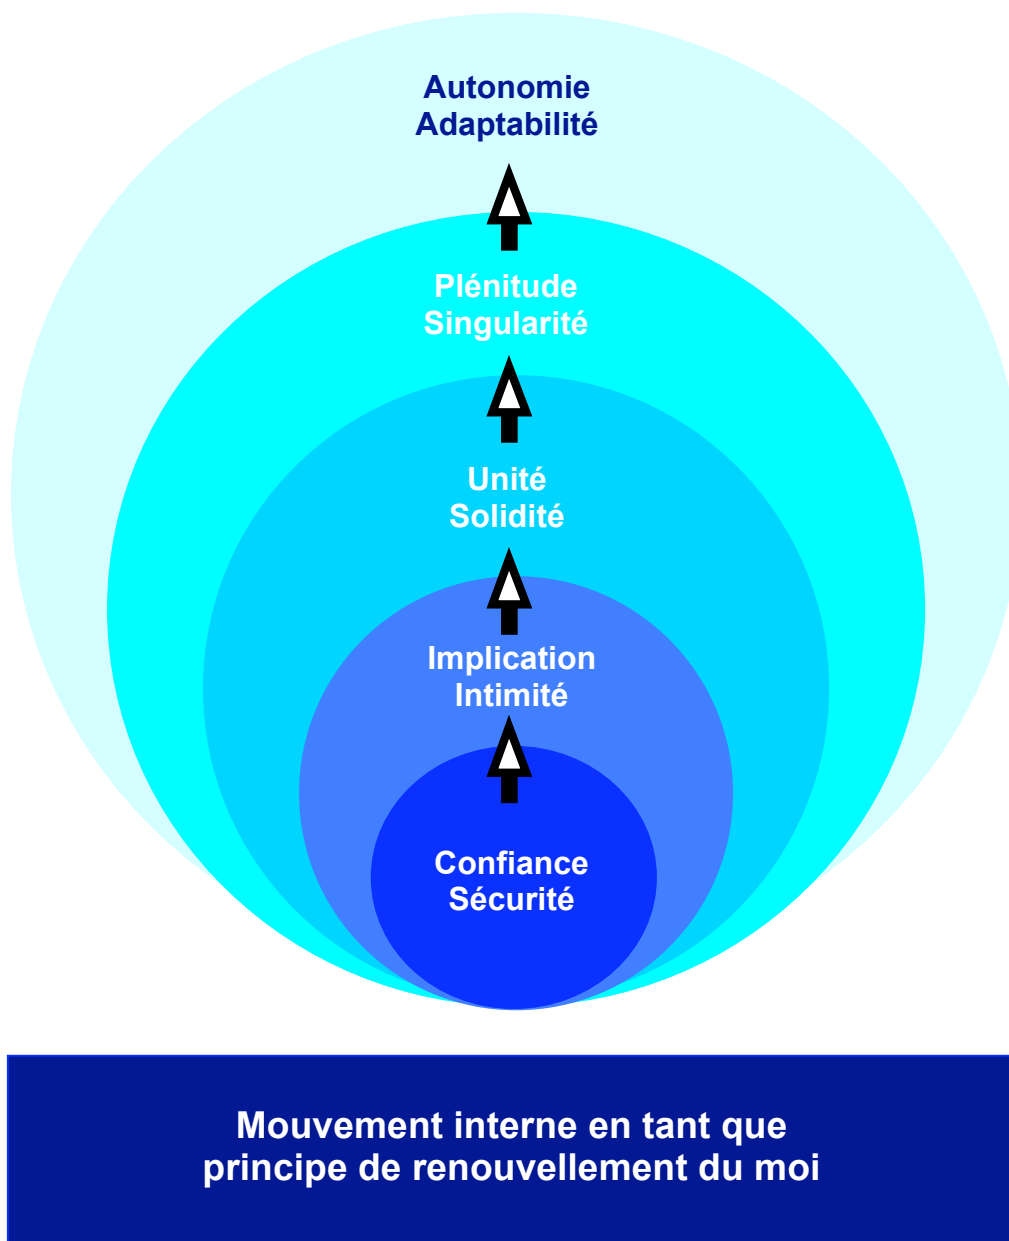 Autonomie
Adaptabilité
Plénitude
Singularité
Unité
Solidité
Implication
Intimité
Confiance
Sécurité
Mouvement interne en tant que
principe de renouvellement du moi